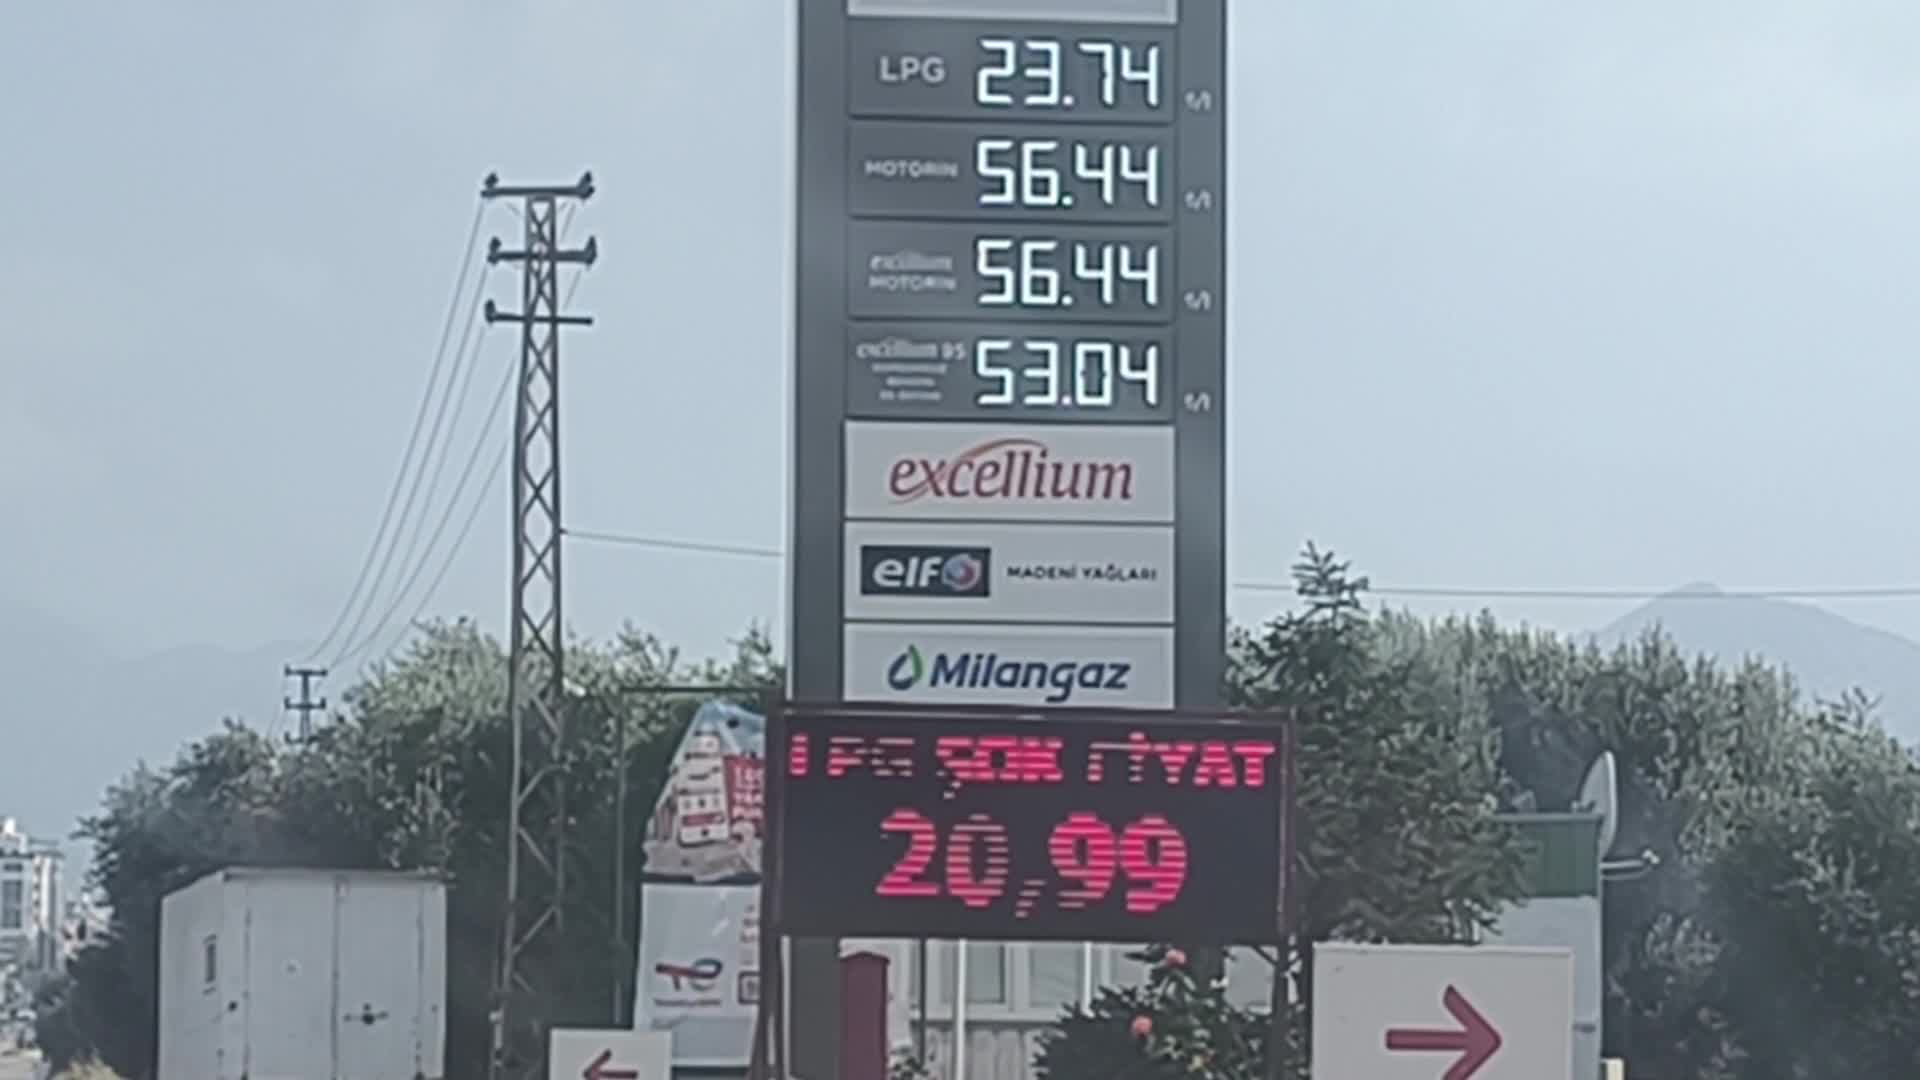 LPG 23.74 ₺/l
MOTORIN 56.44 ₺/l
excellium
MOTORIN 56.44 ₺/l
excellium 95 53.04 ₺/l
excellium
elf MADENİ YAĞLARI
Milangaz
LPG ŞOK FİYAT
20,99